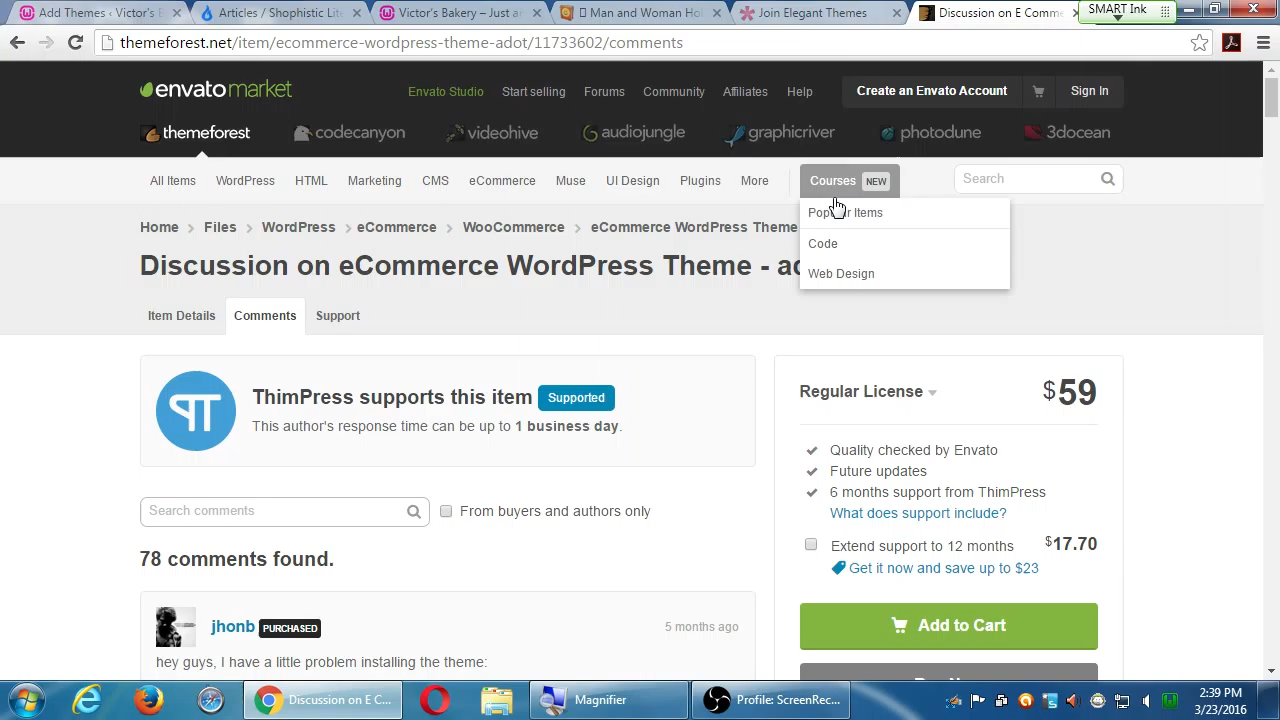 Add Themes ‹ Victor's B
Articles / Shophistic Lite
Victor's Bakery – Just a
Man and Woman Hol
Join Elegant Themes
Discussion on E Comme
SMART Ink
themeforest.net/item/ecommerce-wordpress-theme-adot/11733602/comments
envatomarket
Envato Studio
Start selling
Forums
Community
Affiliates
Help
Create an Envato Account
Sign In
themeforest
codecanyon
videohive
audiojungle
graphicriver
photodune
3docean
All Items
WordPress
HTML
Marketing
CMS
eCommerce
Muse
UI Design
Plugins
More
Courses NEW
Search
Popular Items
Code
Web Design
Home > Files > WordPress > eCommerce > WooCommerce > eCommerce WordPress Theme
Discussion on eCommerce WordPress Theme - ad
Item Details
Comments
Support
ThimPress supports this item Supported
This author's response time can be up to 1 business day.
Search comments
From buyers and authors only
78 comments found.
jhonb PURCHASED
5 months ago
hey guys, I have a little problem installing the theme:
Regular License
$59
Quality checked by Envato
Future updates
6 months support from ThimPress
What does support include?
Extend support to 12 months $17.70
Get it now and save up to $23
Add to Cart
Discussion on E C...
Magnifier
Profile: ScreenRec...
2:39 PM
3/23/2016